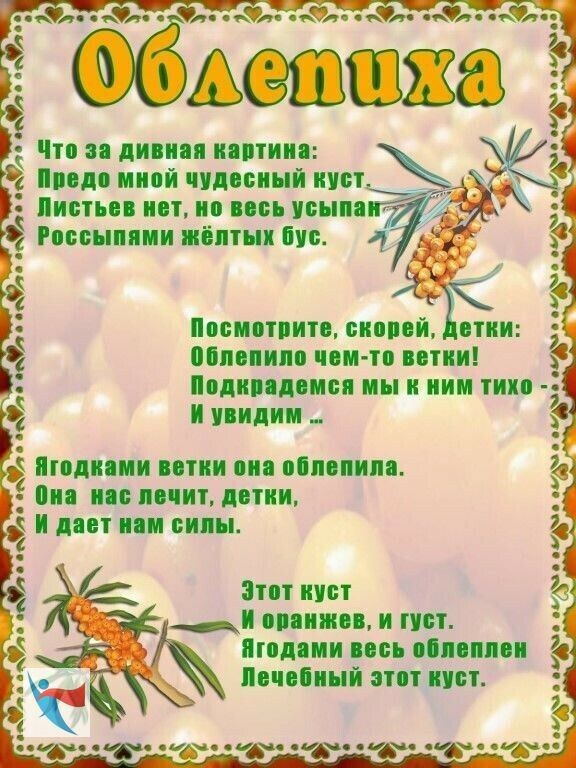 Облепиха
Что за дивная картина:
Предо мной чудесный куст.
Листьев нет, но весь усыпан
Россыпями жёлтых бус.
Посмотрите, скорей, детки:
Облепило чем-то ветки!
Подкрадемся мы к ним тихо -
И увидим ...
Ягодками ветки она облепила.
Она нас лечит, детки,
И дает нам силы.
Этот куст
И оранжев, и густ.
Ягодами весь облеплен
Лечебный этот куст.